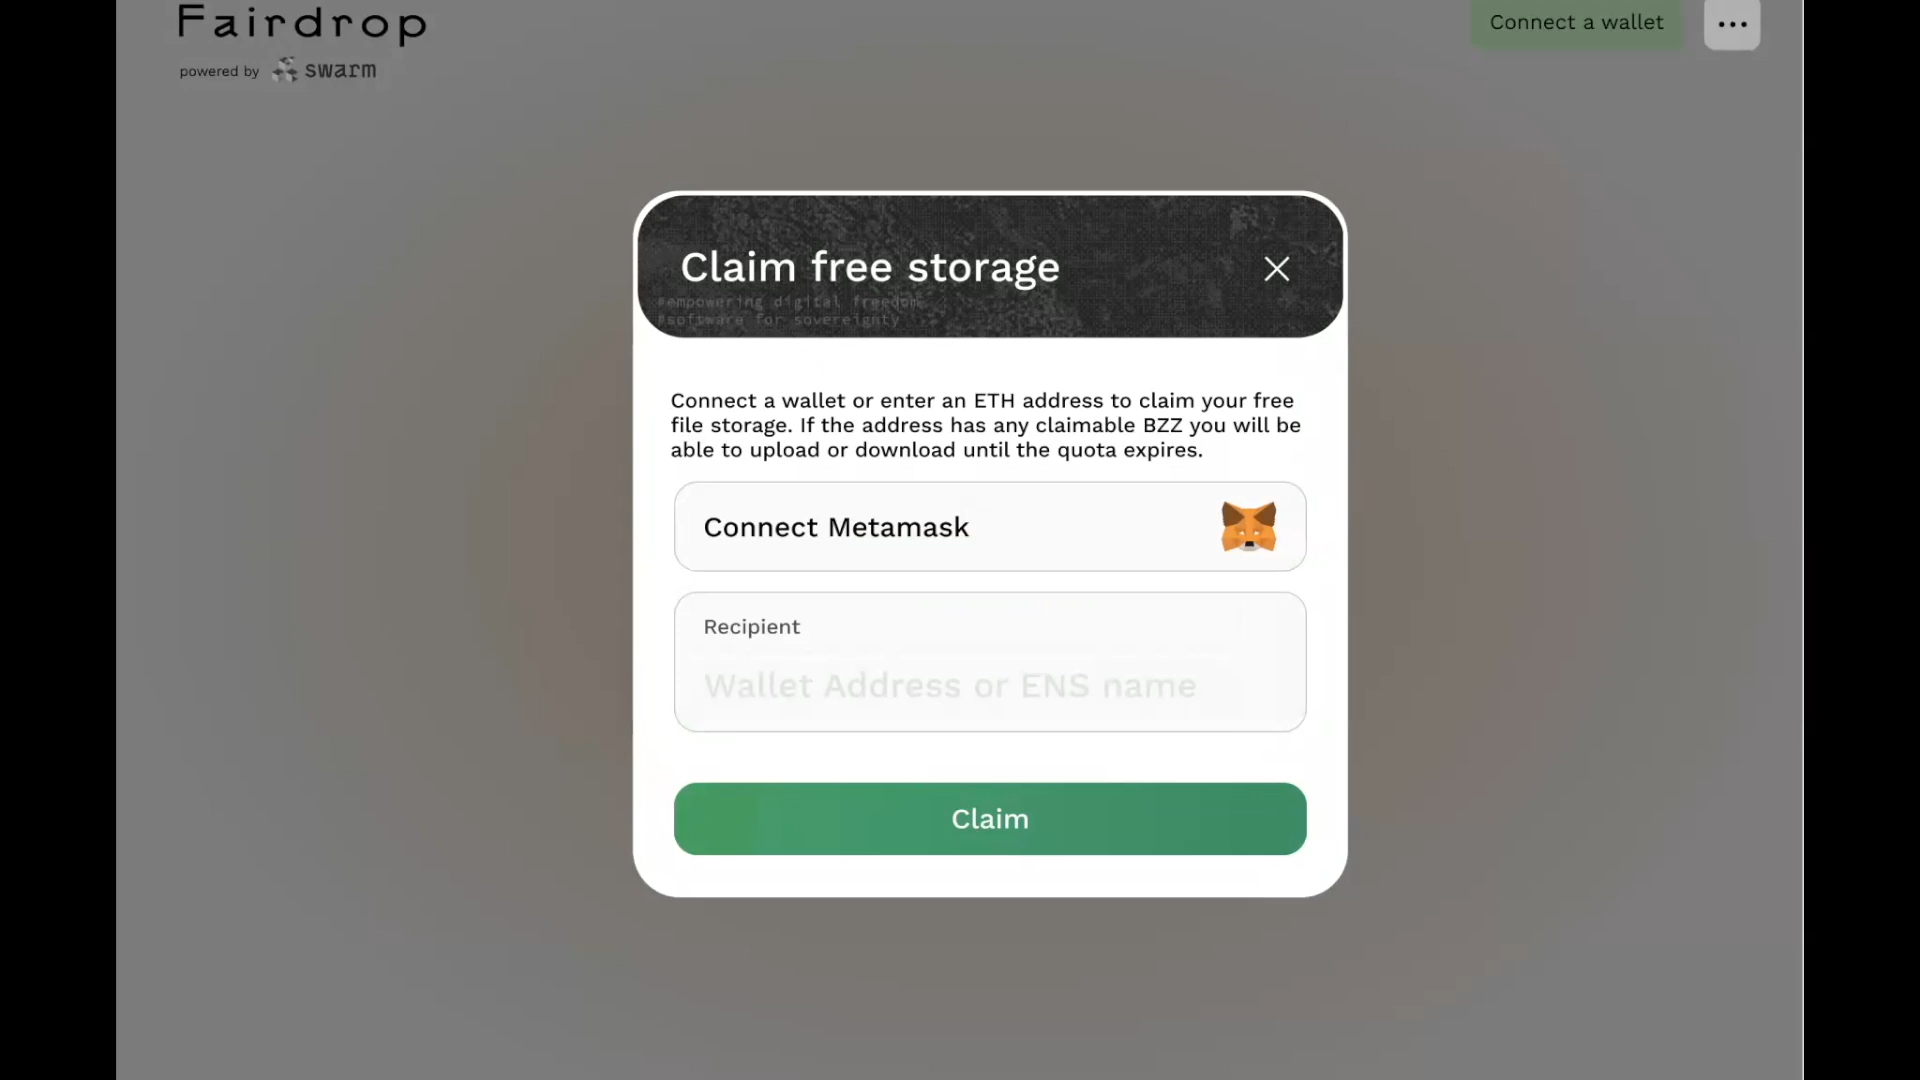 Fairdrop
powered by swarm
Connect a wallet
Claim free storage
#empowering digital freedom
#software for sovereignty
Connect a wallet or enter an ETH address to claim your free
file storage. If the address has any claimable BZZ you will be
able to upload or download until the quota expires.
Connect Metamask
Recipient
Wallet Address or ENS name
Claim